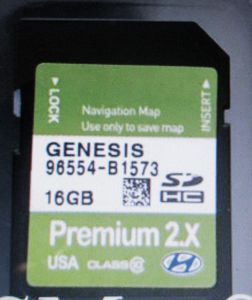 LOCK
INSERT
Navigation Map
Use only to save map
GENESIS
96554-B1573
16GB
SD HC
Premium 2.X
USA CLASS 10